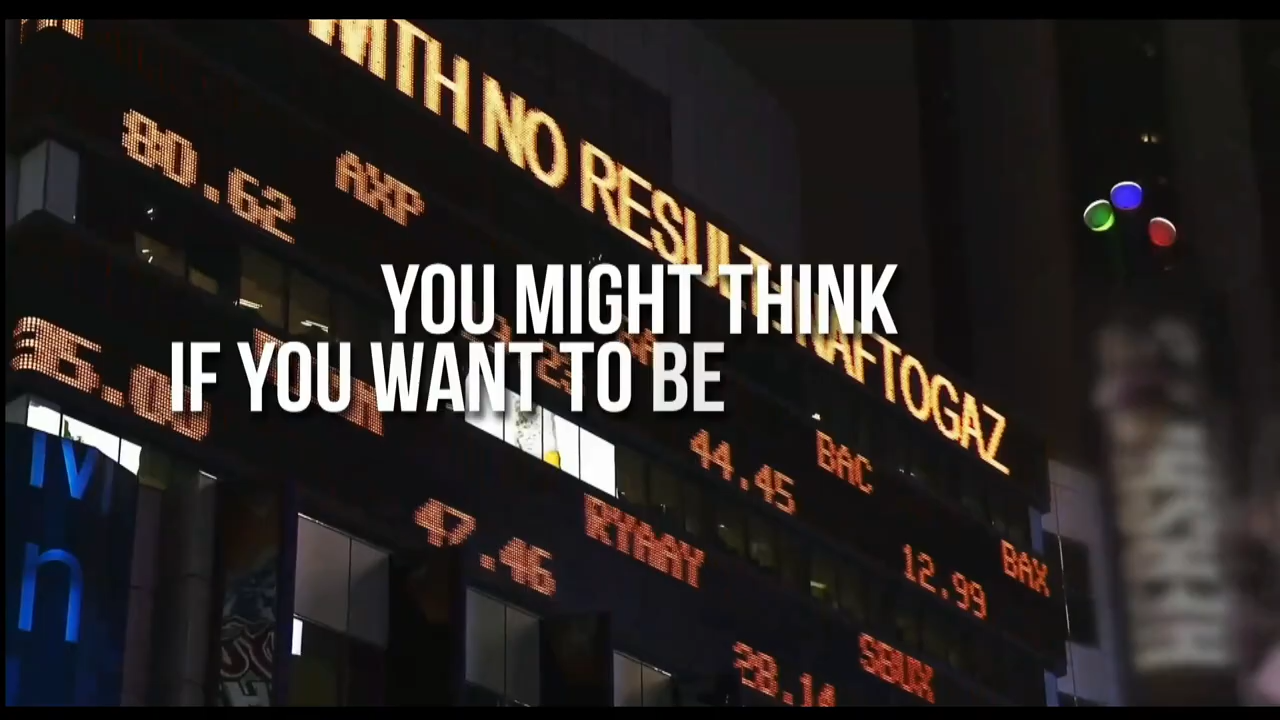 WITH NO RESULT: NAFTOGAZ
80.62 AXP
YOU MIGHT THINK
IF YOU WANT TO BE
44.45 BAC
47.46 RYAAY
12.99 BAX
28.14 SBUX